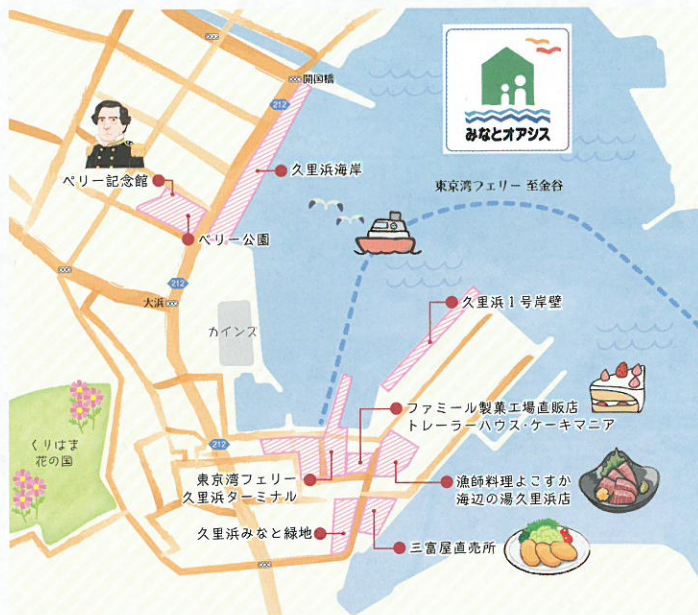 開国橋
212
みなとオアシス
ペリー記念館
久里浜海岸
東京湾フェリー 至金谷
ペリー公園
212
大浜
久里浜1号岸壁
カインズ
ファミール製菓工場直販店
トレーラーハウス・ケーキマニア
212
くりはま
花の国
東京湾フェリー
久里浜ターミナル
漁師料理よこすか
海辺の湯久里浜店
久里浜みなと緑地
三富屋直売所